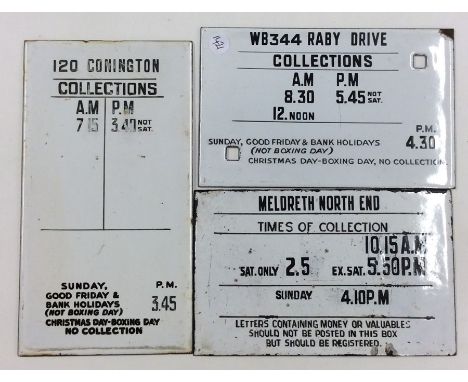 120 CONINGTON
COLLECTIONS
A.M P.M
7 15 3.40 NOT SAT.
SUNDAY, P.M.
GOOD FRIDAY &
BANK HOLIDAYS 3.45
(NOT BOXING DAY)
CHRISTMAS DAY-BOXING DAY
NO COLLECTION
WB344 RABY DRIVE
COLLECTIONS
A.M P.M
8.30 5.45 NOT SAT.
12. NOON
P.M.
SUNDAY, GOOD FRIDAY & BANK HOLIDAYS 4.30
(NOT BOXING DAY)
CHRISTMAS DAY-BOXING DAY, NO COLLECTION.
MELDRETH NORTH END
TIMES OF COLLECTION
10.15 A.M
SAT. ONLY 2.5 EX. SAT. 5.50 P.M
SUNDAY 4.10 P.M
LETTERS CONTAINING MONEY OR VALUABLES
SHOULD NOT BE POSTED IN THIS BOX
BUT SHOULD BE REGISTERED.